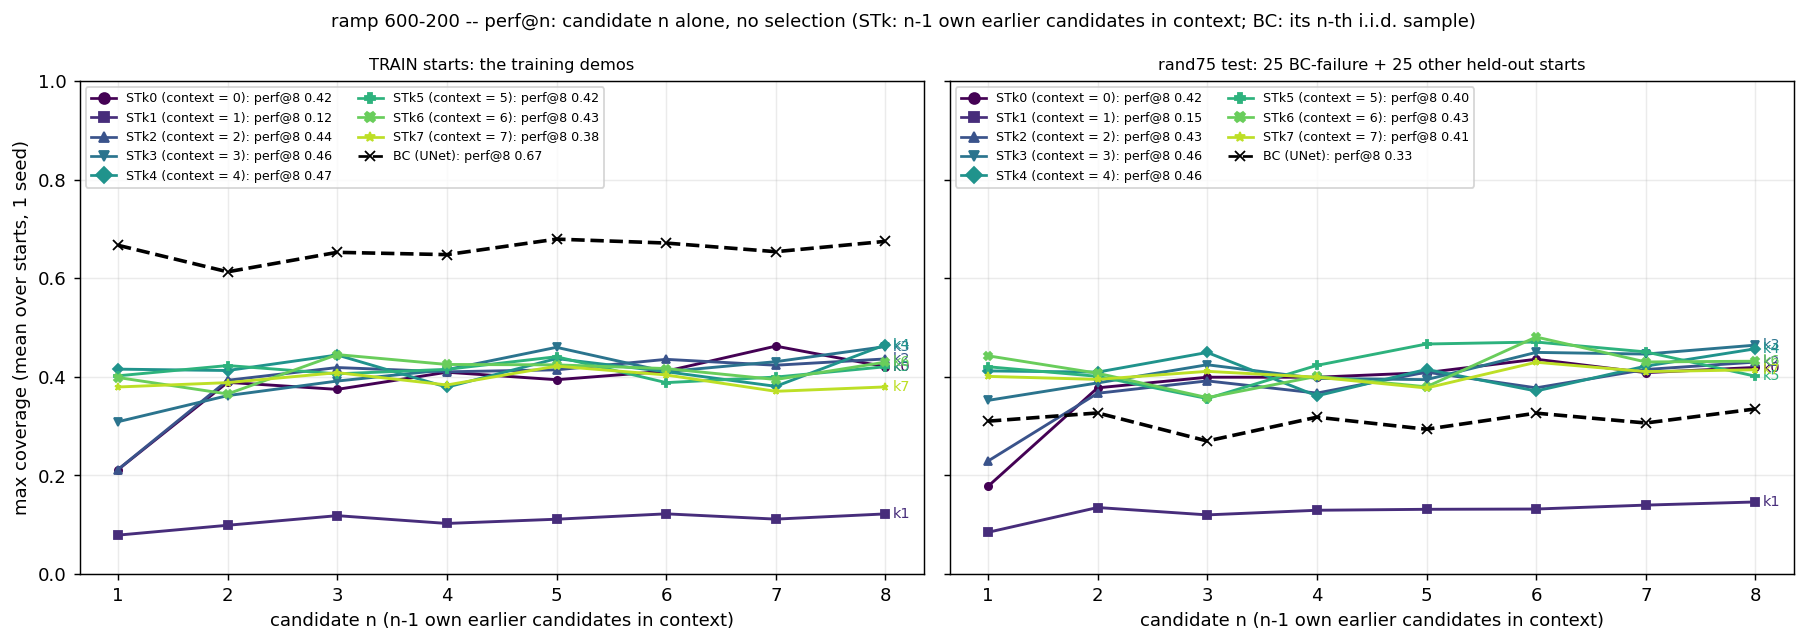 ramp 600-200 -- perf@n: candidate n alone, no selection (STk: n-1 own earlier candidates in context; BC: its n-th i.i.d. sample)
TRAIN starts: the training demos
max coverage (mean over starts, 1 seed)
1.0
0.8
0.6
0.4
0.2
0.0
STk0 (context = 0): perf@8 0.42
STk1 (context = 1): perf@8 0.12
STk2 (context = 2): perf@8 0.44
STk3 (context = 3): perf@8 0.46
STk4 (context = 4): perf@8 0.47
STk5 (context = 5): perf@8 0.42
STk6 (context = 6): perf@8 0.43
STk7 (context = 7): perf@8 0.38
BC (UNet): perf@8 0.67
k7
k1
1 2 3 4 5 6 7 8
candidate n (n-1 own earlier candidates in context)
rand75 test: 25 BC-failure + 25 other held-out starts
STk0 (context = 0): perf@8 0.42
STk1 (context = 1): perf@8 0.15
STk2 (context = 2): perf@8 0.43
STk3 (context = 3): perf@8 0.46
STk4 (context = 4): perf@8 0.46
STk5 (context = 5): perf@8 0.40
STk6 (context = 6): perf@8 0.43
STk7 (context = 7): perf@8 0.41
BC (UNet): perf@8 0.33
k5
k1
1 2 3 4 5 6 7 8
candidate n (n-1 own earlier candidates in context)